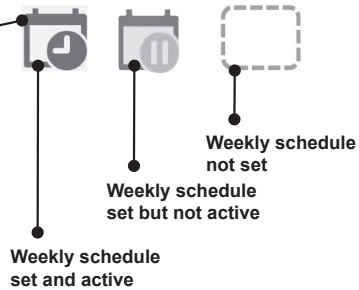 Weekly schedule
not set
Weekly schedule
set but not active
Weekly schedule
set and active